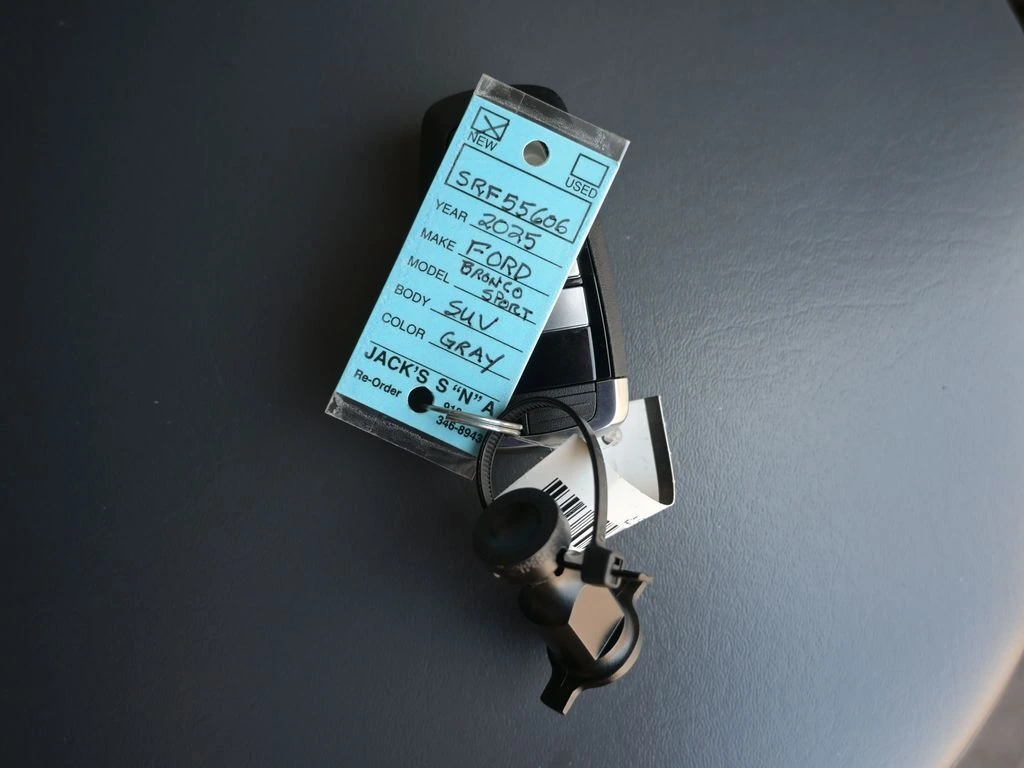 NEW
USED
SRF55606
YEAR 2025
MAKE FORD
MODEL BRONCO
SPORT
BODY SUV
COLOR GRAY
JACK'S S "N" A
Re-Order
346-8943